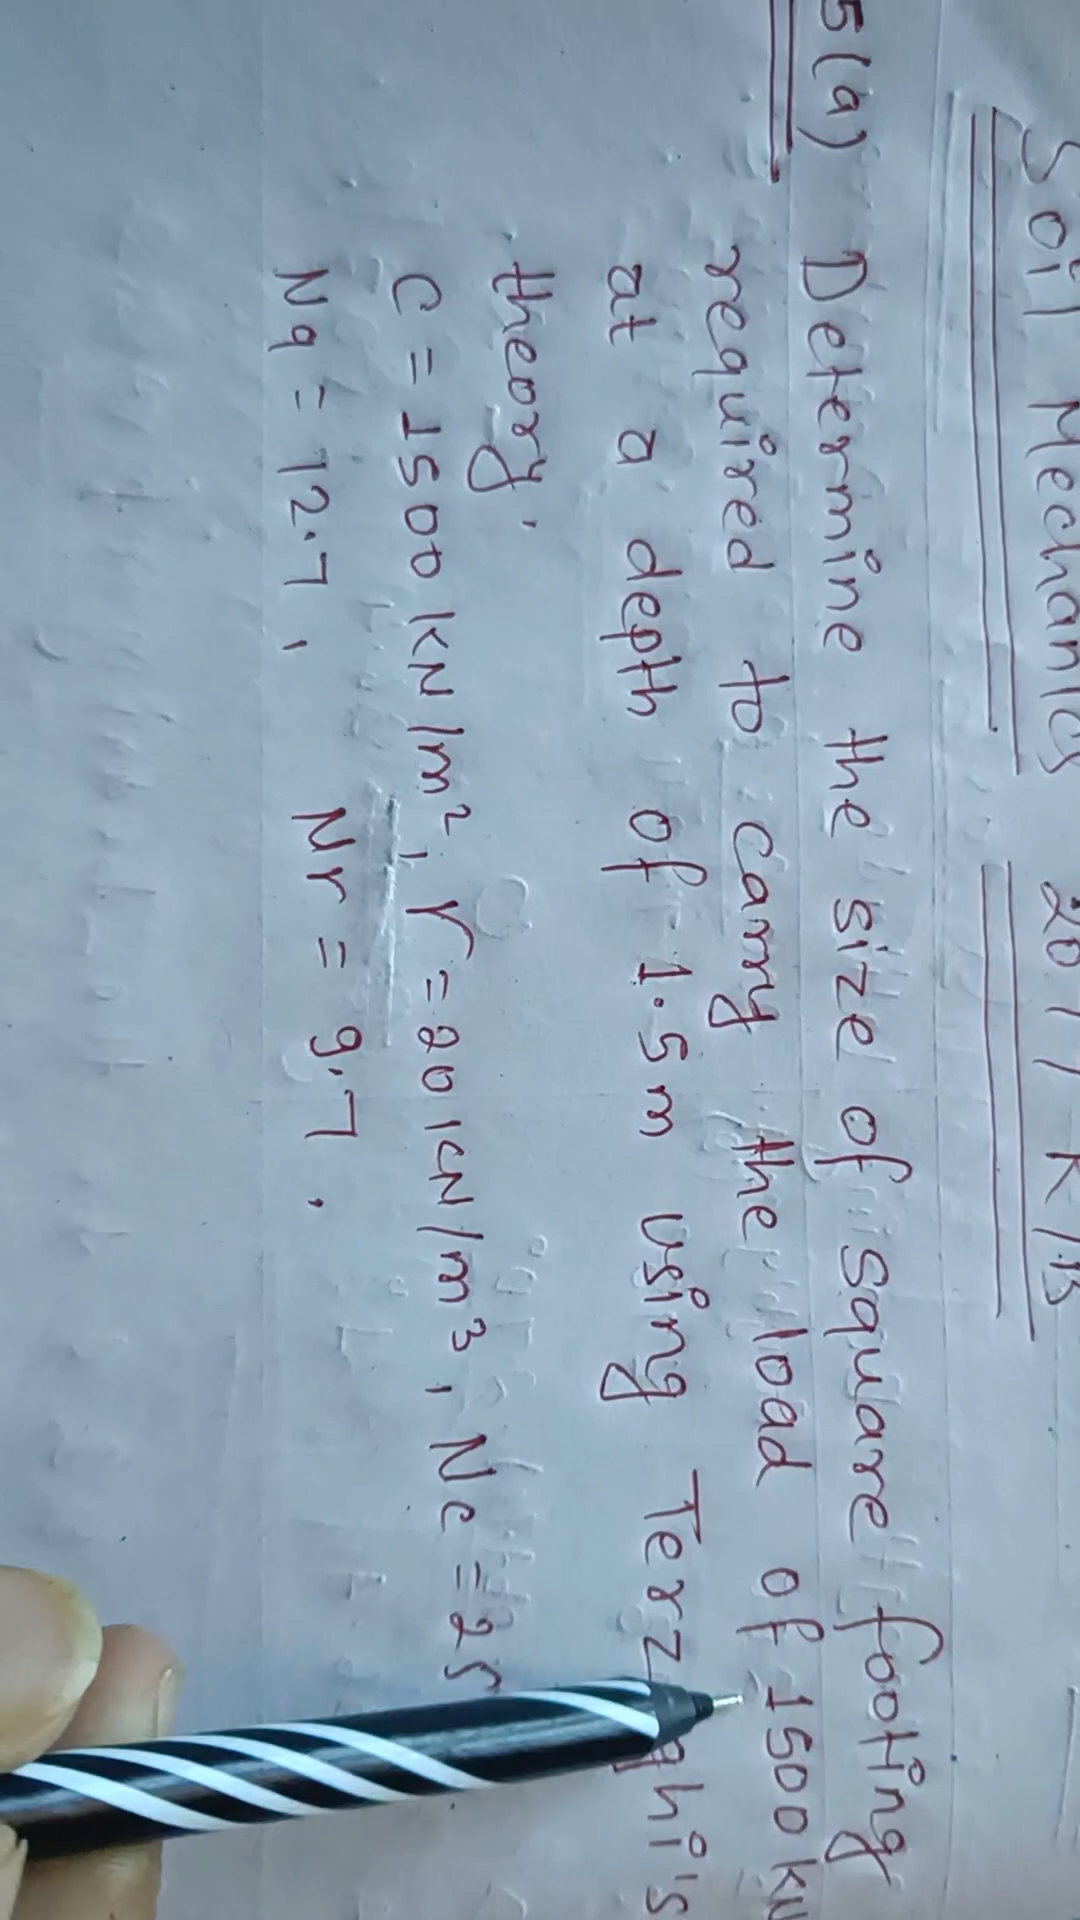 Soil Mechanics 2017 R/B
5(a) Determine the size of square footing
required to carry the load of 1500 kN
at a depth of 1.5m using Terzaghi's
theory.
C = 1500 kN/m², γ = 20 kN/m³, Nc = 25
Nq = 12.7, Nr = 9.7.